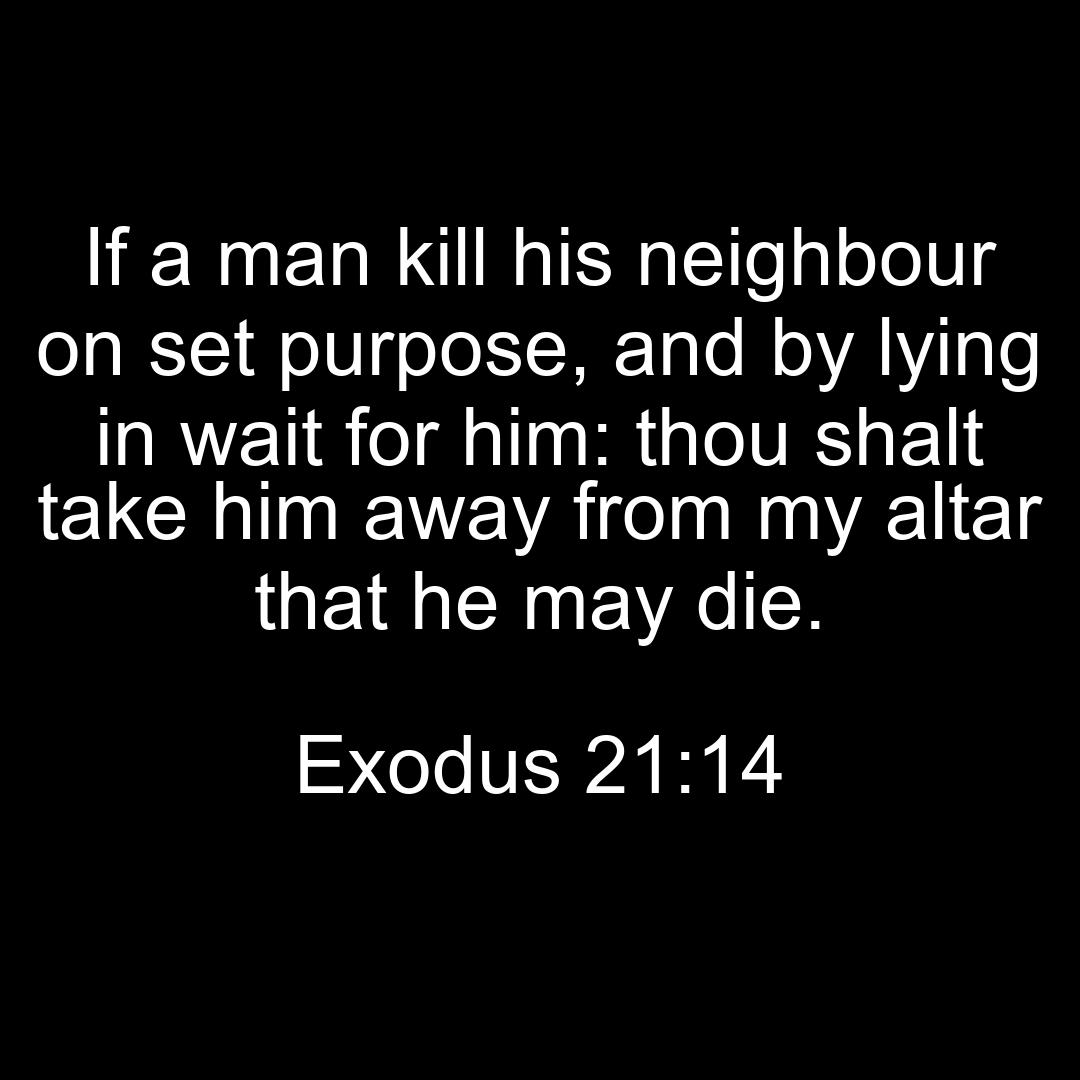 If a man kill his neighbour
on set purpose, and by lying
in wait for him: thou shalt
take him away from my altar
that he may die.
Exodus 21:14